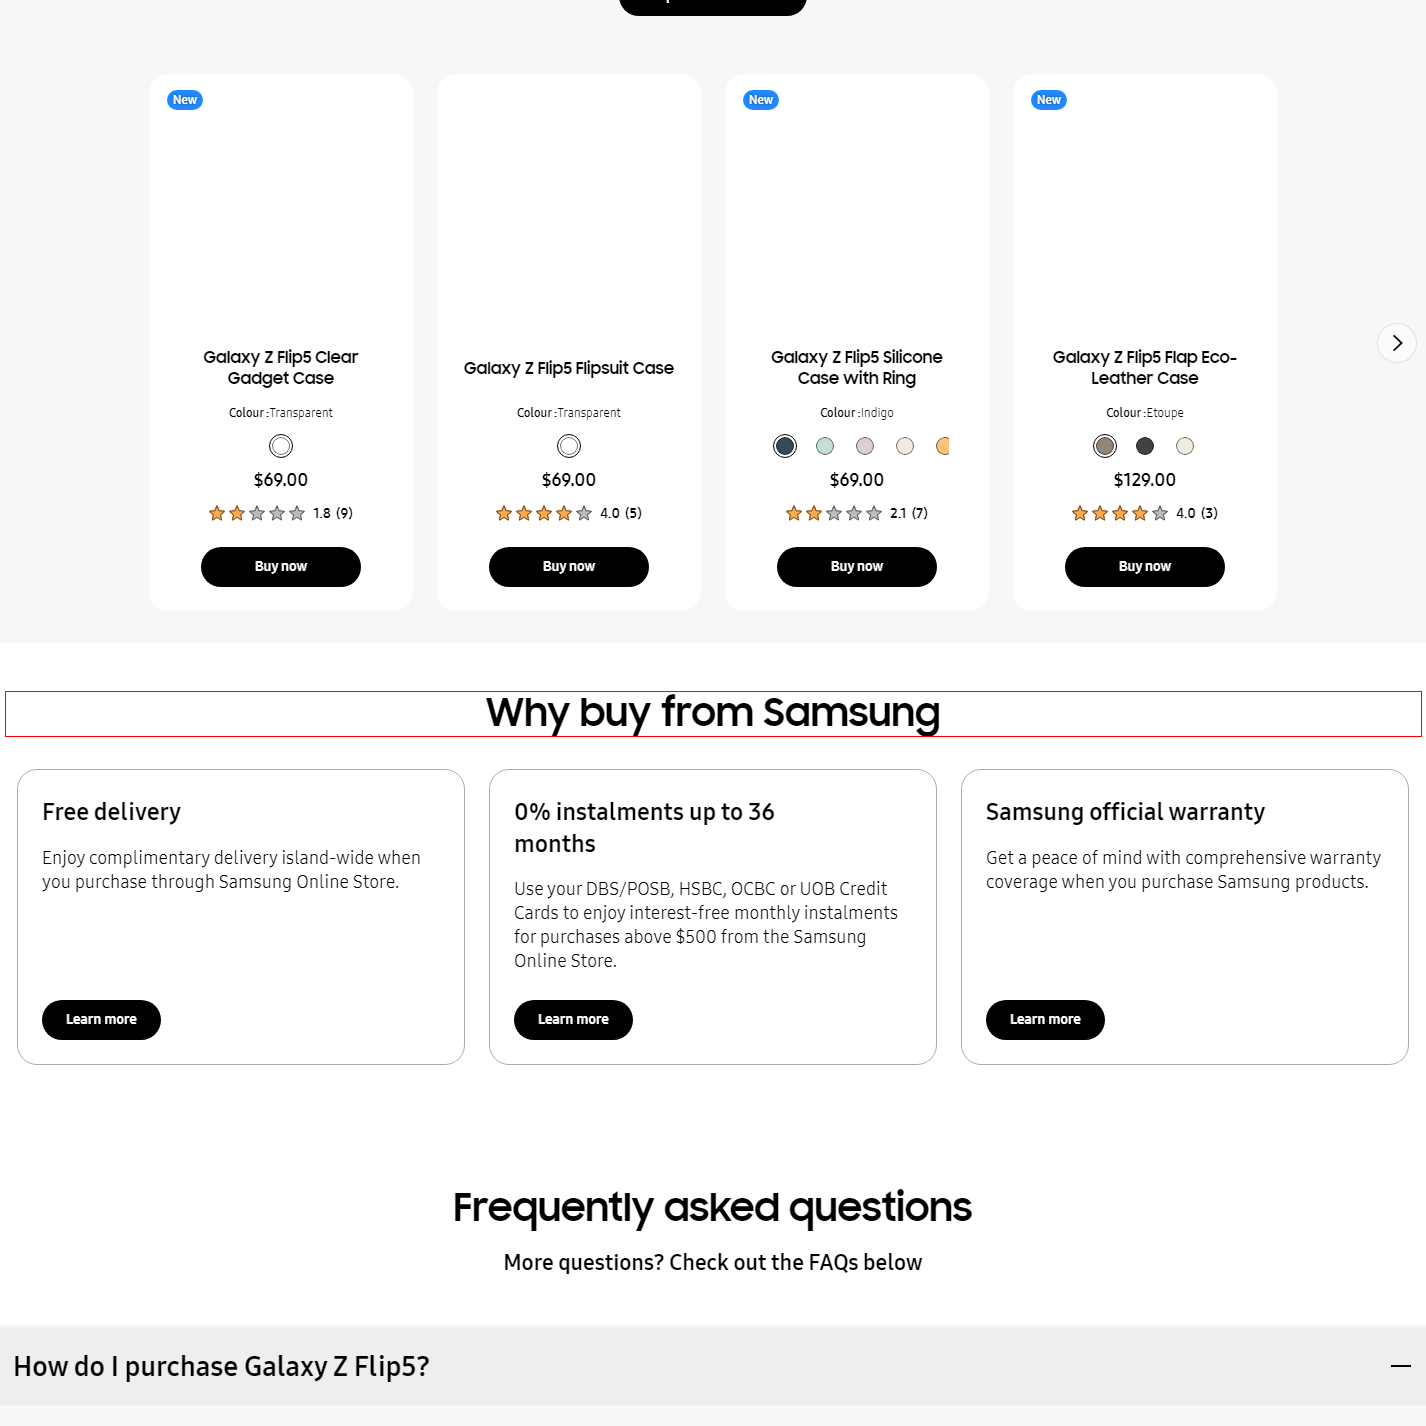 New
Galaxy Z Flip5 Clear
Gadget Case
Colour :Transparent
$69.00
1.8 (9)
Buy now
Galaxy Z Flip5 Flipsuit Case
Colour :Transparent
$69.00
4.0 (5)
Buy now
New
Galaxy Z Flip5 Silicone
Case with Ring
Colour :Indigo
$69.00
2.1 (7)
Buy now
New
Galaxy Z Flip5 Flap Eco-
Leather Case
Colour :Etoupe
$129.00
4.0 (3)
Buy now
Why buy from Samsung
Free delivery
Enjoy complimentary delivery island-wide when
you purchase through Samsung Online Store.
Learn more
0% instalments up to 36
months
Use your DBS/POSB, HSBC, OCBC or UOB Credit
Cards to enjoy interest-free monthly instalments
for purchases above $500 from the Samsung
Online Store.
Learn more
Samsung official warranty
Get a peace of mind with comprehensive warranty
coverage when you purchase Samsung products.
Learn more
Frequently asked questions
More questions? Check out the FAQs below
How do I purchase Galaxy Z Flip5?